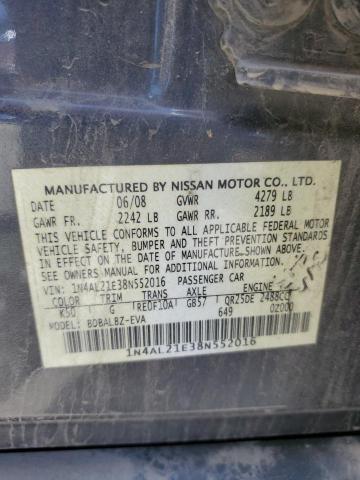 MANUFACTURED BY NISSAN MOTOR CO., LTD.
DATE 06/08 GVWR 4279 LB
GAWR FR. 2242 LB GAWR RR. 2189 LB
THIS VEHICLE CONFORMS TO ALL APPLICABLE FEDERAL MOTOR
VEHICLE SAFETY, BUMPER AND THEFT PREVENTION STANDARDS
IN EFFECT ON THE DATE OF MANUFACTURE SHOWN ABOVE.
SEE OWNERS MANUAL FOR ADDITIONAL INFORMATION
VIN: 1N4AL21E38N552016 PASSENGER CAR
COLOR TRIM TRANS. AXLE ENGINE
K50 G RE0F10A GB57 QR25DE 2488CC
MODEL BDBALBZ-EVA 649 0Z000
1N4AL21E38N552016